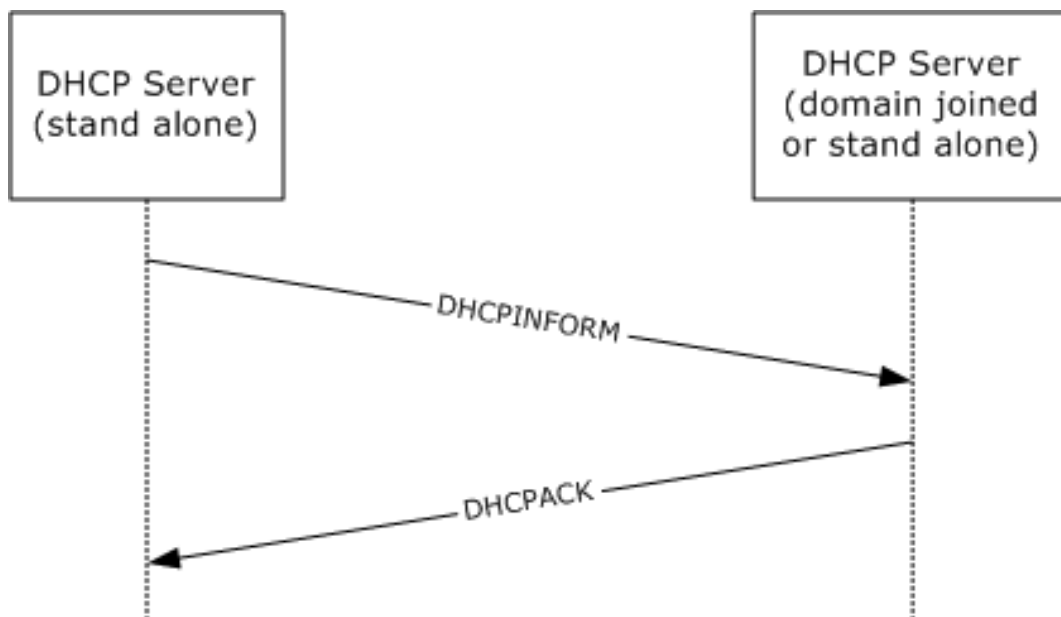 DHCP Server
(stand alone)
DHCP Server
(domain joined
or stand alone)
DHCPINFORM
DHCPACK